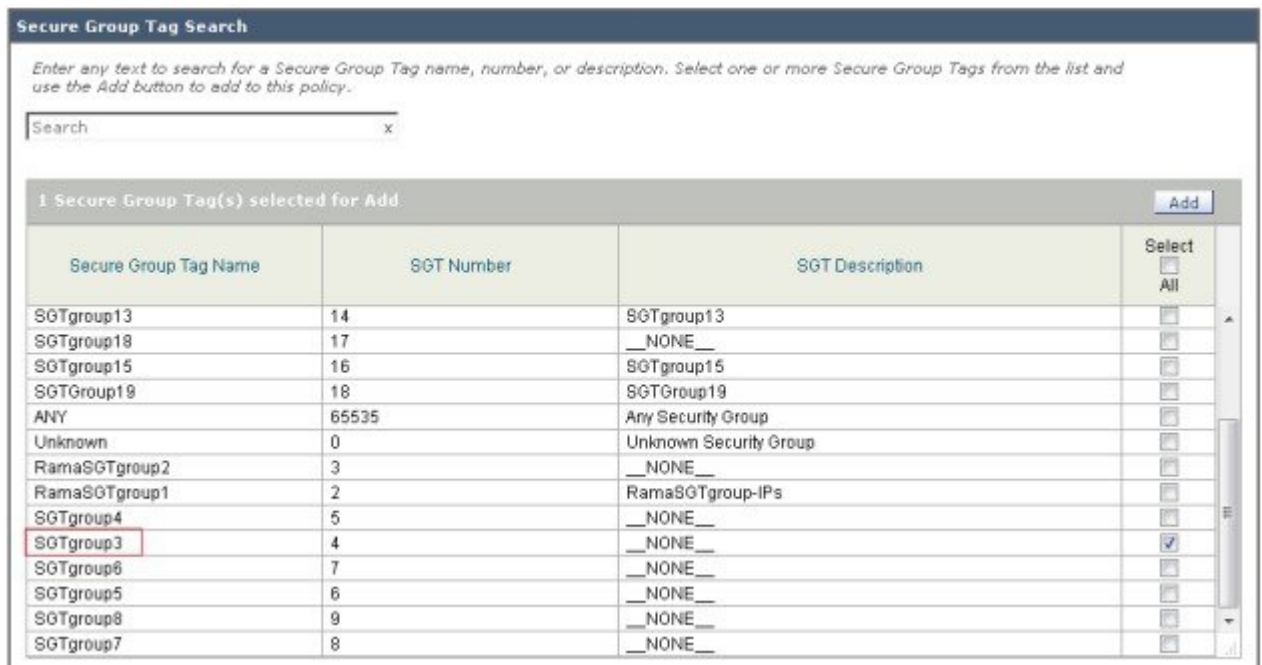 Secure Group Tag Search
Enter any text to search for a Secure Group Tag name, number, or description. Select one or more Secure Group Tags from the list and
use the Add button to add to this policy.
Search x
1 Secure Group Tag(s) selected for Add Add
Secure Group Tag Name SGT Number SGT Description Select All
SGTgroup13 14 SGTgroup13
SGTgroup18 17 __NONE__
SGTgroup15 16 SGTgroup15
SGTGroup19 18 SGTGroup19
ANY 65535 Any Security Group
Unknown 0 Unknown Security Group
RamaSGTgroup2 3 __NONE__
RamaSGTgroup1 2 RamaSGTgroup-IPs
SGTgroup4 5 __NONE__
SGTgroup3 4 __NONE__
SGTgroup6 7 __NONE__
SGTgroup5 6 __NONE__
SGTgroup8 9 __NONE__
SGTgroup7 8 __NONE__